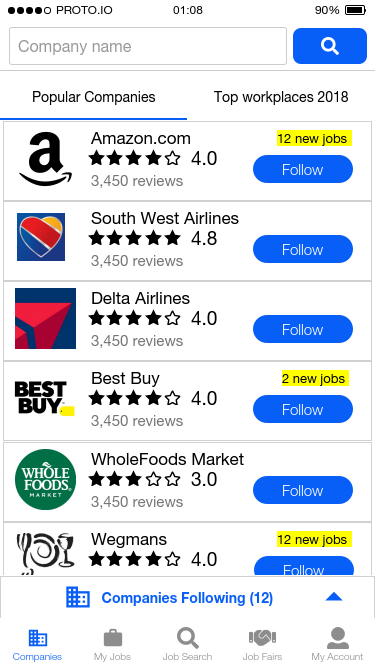 PROTO.IO 01:08 90%
Company name
Popular Companies Top workplaces 2018
Amazon.com 12 new jobs
4.0
Follow
3,450 reviews
South West Airlines
4.8
Follow
3,450 reviews
Delta Airlines
4.0
Follow
3,450 reviews
BEST BUY
Best Buy 2 new jobs
4.0
Follow
3,450 reviews
WHOLE FOODS MARKET
WholeFoods Market
3.0
Follow
3,450 reviews
Wegmans 12 new jobs
4.0
Follow
Companies Following (12)
Companies My Jobs Job Search Job Fairs My Account